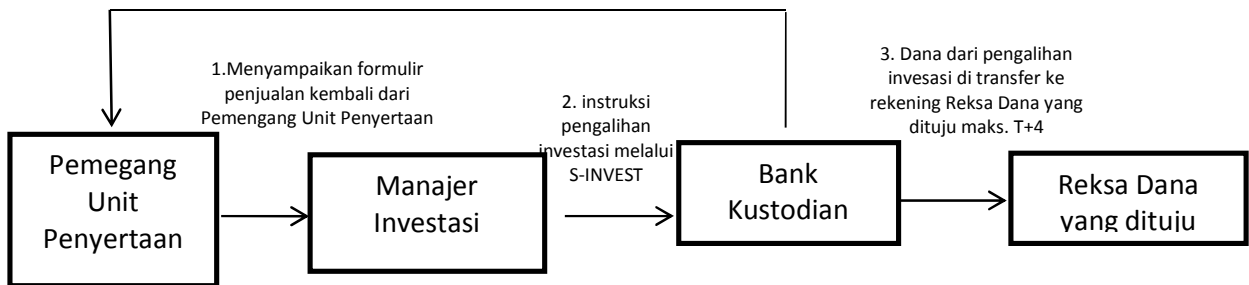 1.Menyampaikan formulir
penjualan kembali dari
Pemengang Unit Penyertaan
2. instruksi
pengalihan
investasi melalui
S-INVEST
3. Dana dari pengalihan
invesasi di transfer ke
rekening Reksa Dana yang
dituju maks. T+4
Pemegang
Unit
Penyertaan
Manajer
Investasi
Bank
Kustodian
Reksa Dana
yang dituju